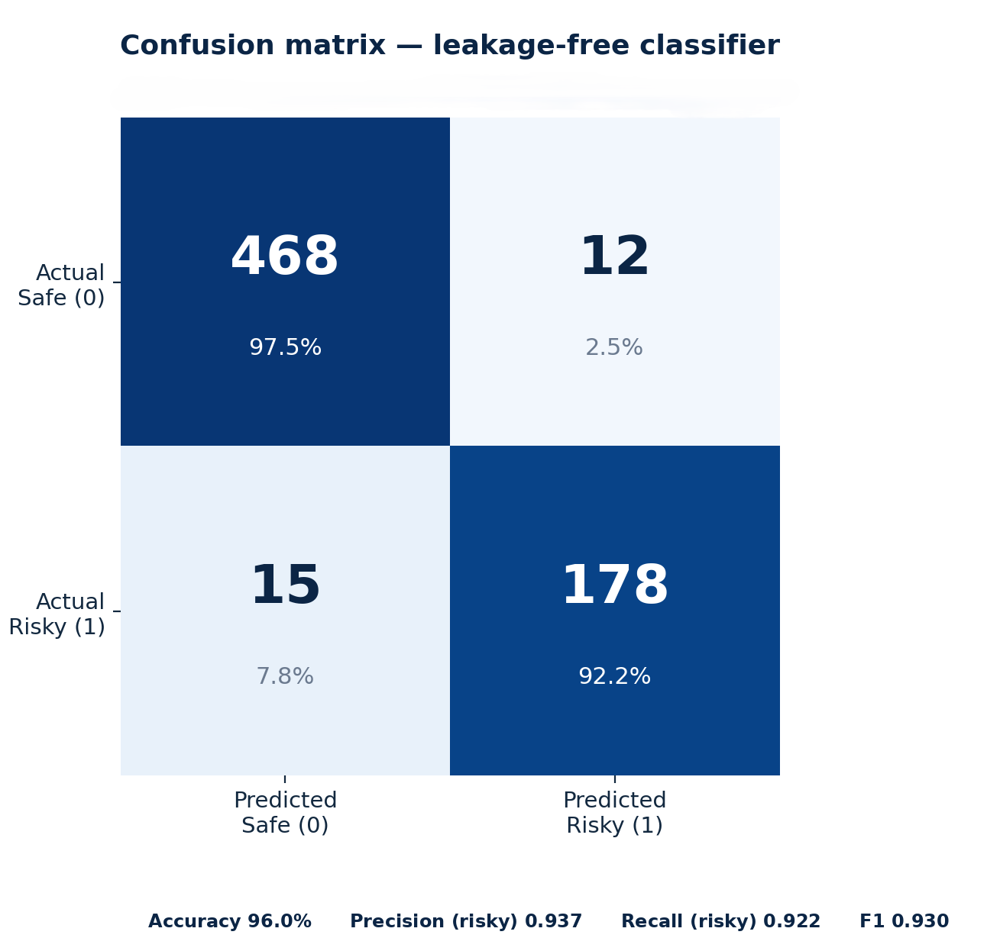 Confusion matrix — leakage-free classifier
468
12
Actual
Safe (0)
97.5%
2.5%
15
178
Actual
Risky (1)
7.8%
92.2%
Predicted
Safe (0)
Predicted
Risky (1)
Accuracy 96.0% Precision (risky) 0.937 Recall (risky) 0.922 F1 0.930